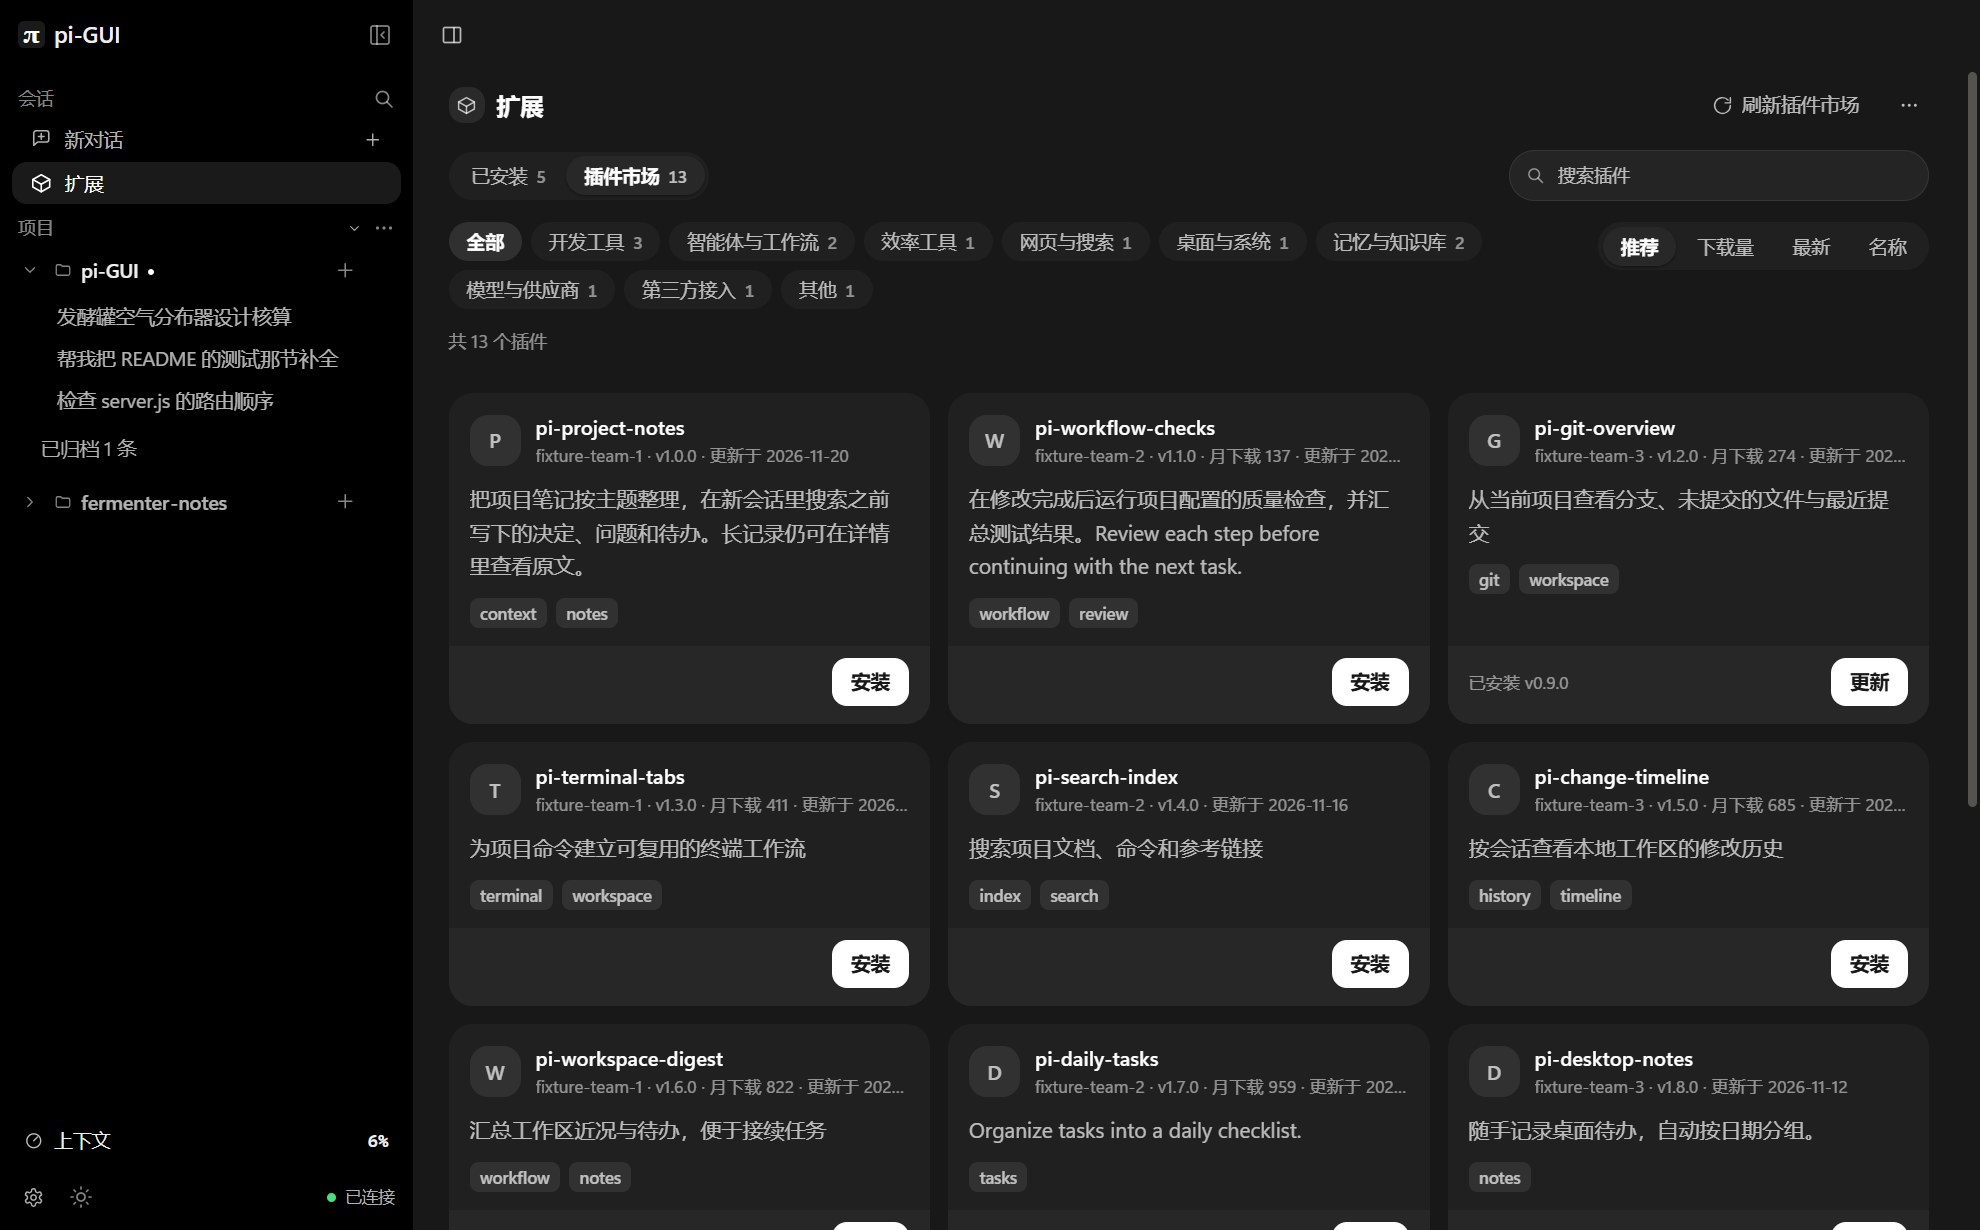 π pi-GUI
会话
新对话
扩展
项目
pi-GUI
发酵罐空气分布器设计核算
帮我把 README 的测试那节补全
检查 server.js 的路由顺序
已归档 1 条
fermenter-notes
上下文 6%
已连接
扩展
刷新插件市场
已安装 5 插件市场 13
搜索插件
全部 开发工具 3 智能体与工作流 2 效率工具 1 网页与搜索 1 桌面与系统 1 记忆与知识库 2
模型与供应商 1 第三方接入 1 其他 1
推荐 下载量 最新 名称
共 13 个插件
P
pi-project-notes
fixture-team-1 · v1.0.0 · 更新于 2026-11-20
把项目笔记按主题整理，在新会话里搜索之前
写下的决定、问题和待办。长记录仍可在详情
里查看原文。
context notes
安装
W
pi-workflow-checks
fixture-team-2 · v1.1.0 · 月下载 137 · 更新于 202...
在修改完成后运行项目配置的质量检查，并汇
总测试结果。Review each step before
continuing with the next task.
workflow review
安装
G
pi-git-overview
fixture-team-3 · v1.2.0 · 月下载 274 · 更新于 202...
从当前项目查看分支、未提交的文件与最近提
交
git workspace
已安装 v0.9.0 更新
T
pi-terminal-tabs
fixture-team-1 · v1.3.0 · 月下载 411 · 更新于 2026...
为项目命令建立可复用的终端工作流
terminal workspace
安装
S
pi-search-index
fixture-team-2 · v1.4.0 · 更新于 2026-11-16
搜索项目文档、命令和参考链接
index search
安装
C
pi-change-timeline
fixture-team-3 · v1.5.0 · 月下载 685 · 更新于 202...
按会话查看本地工作区的修改历史
history timeline
安装
W
pi-workspace-digest
fixture-team-1 · v1.6.0 · 月下载 822 · 更新于 202...
汇总工作区近况与待办，便于接续任务
workflow notes
D
pi-daily-tasks
fixture-team-2 · v1.7.0 · 月下载 959 · 更新于 202...
Organize tasks into a daily checklist.
tasks
D
pi-desktop-notes
fixture-team-3 · v1.8.0 · 更新于 2026-11-12
随手记录桌面待办，自动按日期分组。
notes